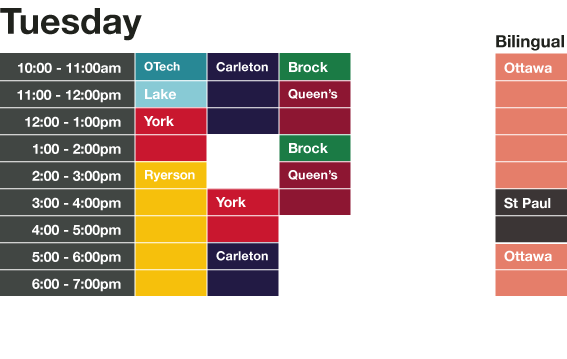 Tuesday
Bilingual
10:00 - 11:00am OTech Carleton Brock Ottawa
11:00 - 12:00pm Lake Queen's
12:00 - 1:00pm York
1:00 - 2:00pm Brock
2:00 - 3:00pm Ryerson Queen's
3:00 - 4:00pm York St Paul
4:00 - 5:00pm
5:00 - 6:00pm Carleton Ottawa
6:00 - 7:00pm